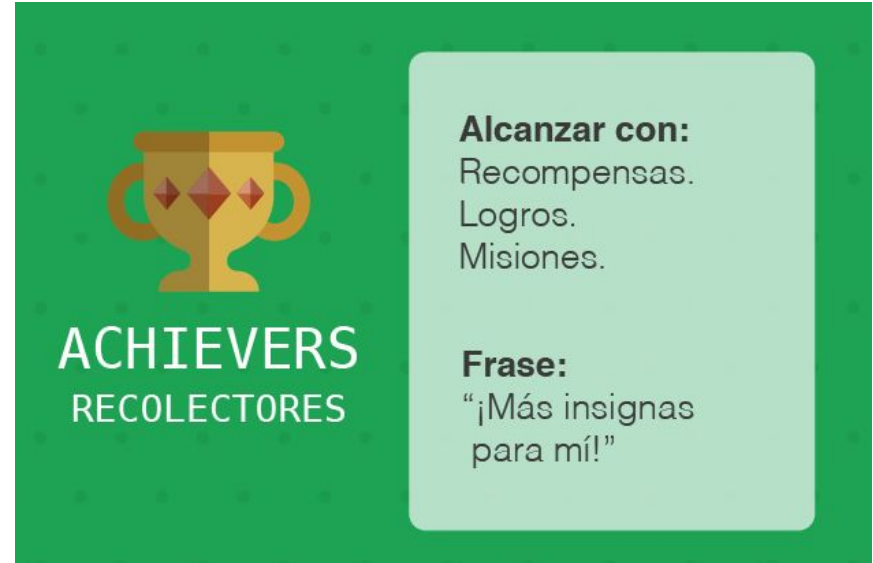 ACHIEVERS
RECOLECTORES
Alcanzar con:
Recompensas.
Logros.
Misiones.
Frase:
“¡Más insignas
para mí!”